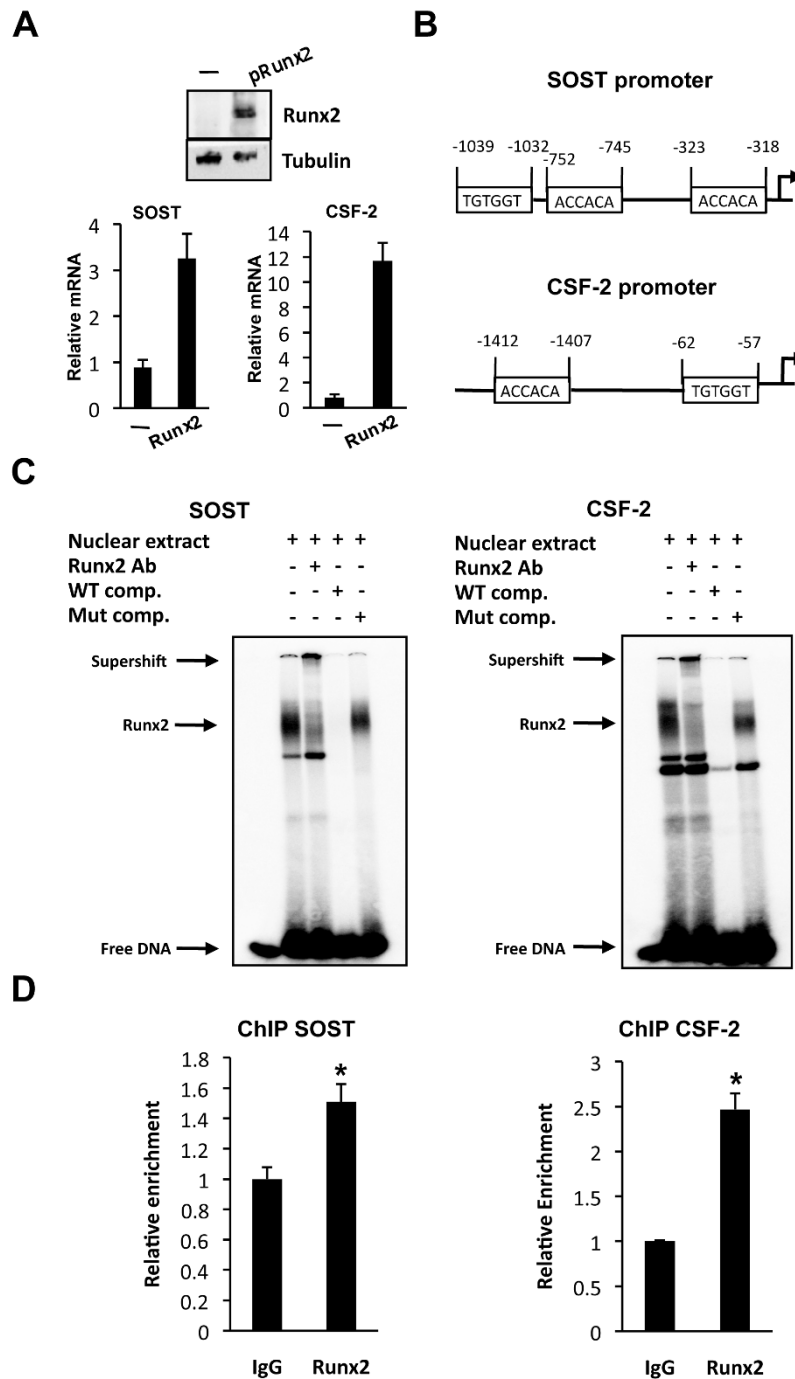 A
— pRunx2
Runx2
Tubulin
SOST
Relative mRNA
4
3
2
1
0
— Runx2
CSF-2
Relative mRNA
14
12
10
8
6
4
2
0
— Runx2
B
SOST promoter
-1039 -1032 -752 -745 -323 -318
TGTGGT ACCACA ACCACA
CSF-2 promoter
-1412 -1407 -62 -57
ACCACA TGTGGT
C
SOST
Nuclear extract + + + +
Runx2 Ab - + - -
WT comp. - - + -
Mut comp. - - - +
Supershift
Runx2
Free DNA
CSF-2
Nuclear extract + + + +
Runx2 Ab - + - -
WT comp. - - + -
Mut comp. - - - +
Supershift
Runx2
Free DNA
D
ChIP SOST
Relative enrichment
1.8
1.6
1.4
1.2
1
0.8
0.6
0.4
0.2
0
*
IgG Runx2
ChIP CSF-2
Relative Enrichment
3
2.5
2
1.5
1
0.5
0
*
IgG Runx2